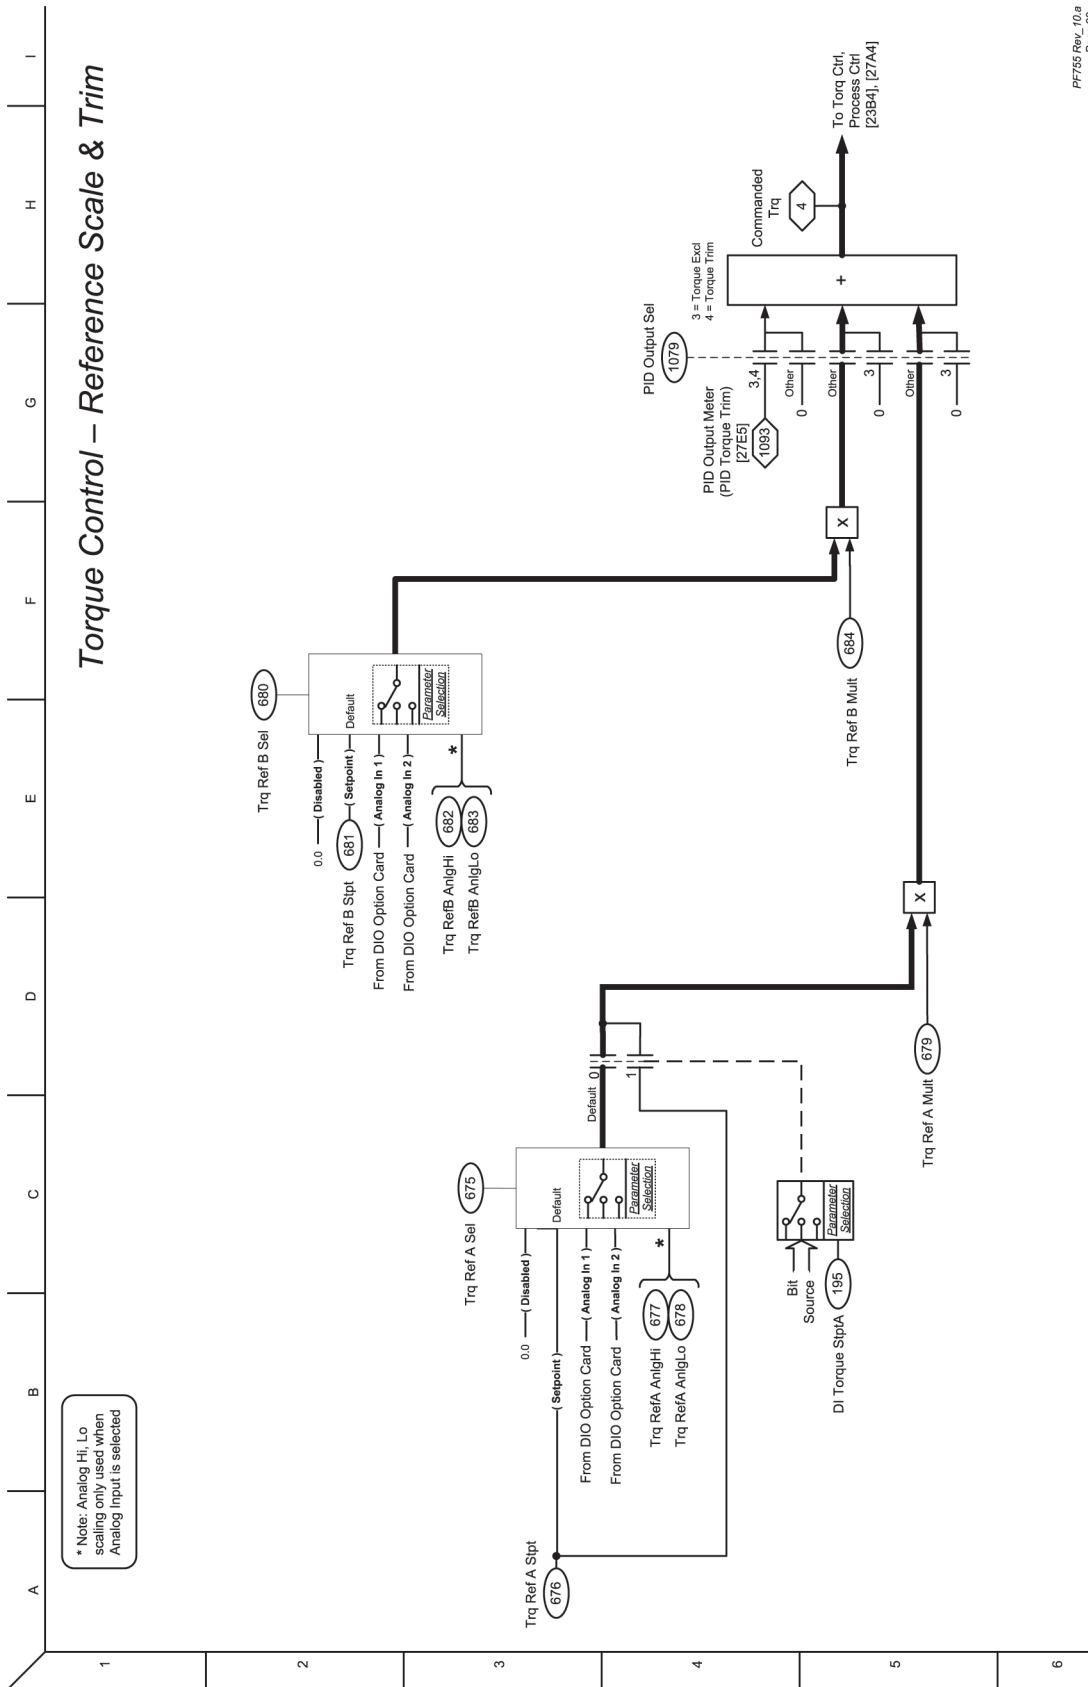 Torque Control – Reference Scale & Trim
A
B
C
D
E
F
G
H
I
1
2
3
4
5
6
* Note: Analog Hi, Lo
scaling only used when
Analog Input is selected
Trq Ref B Sel
680
0.0
( Disabled )
Trq Ref B Stpt
681
( Setpoint )
Default
From DIO Option Card
( Analog In 1 )
From DIO Option Card
( Analog In 2 )
Parameter
Selection
Trq RefB AnlgHi
682
Trq RefB AnlgLo
683
*
Trq Ref A Sel
675
0.0
( Disabled )
Trq Ref A Stpt
676
( Setpoint )
Default
From DIO Option Card
( Analog In 1 )
From DIO Option Card
( Analog In 2 )
Parameter
Selection
Trq RefA AnlgHi
677
Trq RefA AnlgLo
678
*
Default
0
1
Bit
Source
Parameter
Selection
DI Torque StptA
195
X
Trq Ref B Mult
684
X
Trq Ref A Mult
679
PID Output Sel
1079
3 = Torque Excl
4 = Torque Trim
PID Output Meter
(PID Torque Trim)
[27E5]
1093
3,4
Other
0
Other
3
0
Other
3
0
+
Commanded
Trq
4
To Torq Ctrl,
Process Ctrl
[23B4], [27A4]
PF755 Rev_10.a